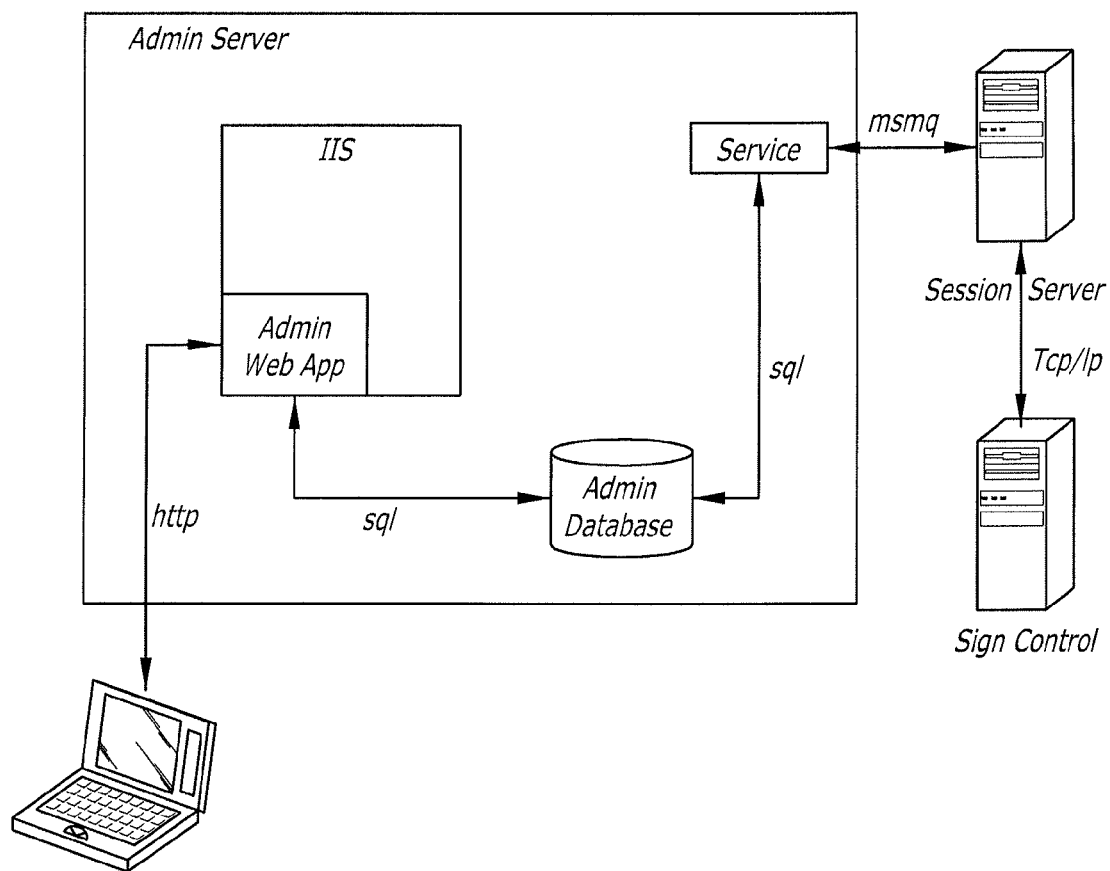 Admin Server
IIS
msmq
Service
Session Server
Admin
Web App
Tcp/Ip
sql
Admin
Database
http
sql
Sign Control